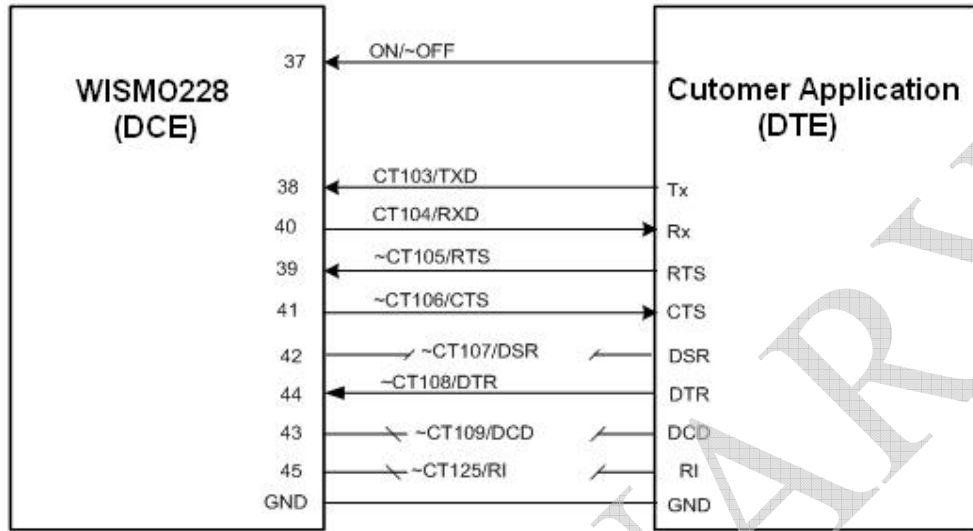 37 ON/~OFF
WISMO228
(DCE)
Cutomer Application
(DTE)
38 CT103/TXD Tx
40 CT104/RXD Rx
39 ~CT105/RTS RTS
41 ~CT106/CTS CTS
42 ~CT107/DSR DSR
44 ~CT108/DTR DTR
43 ~CT109/DCD DCD
45 ~CT125/RI RI
GND GND